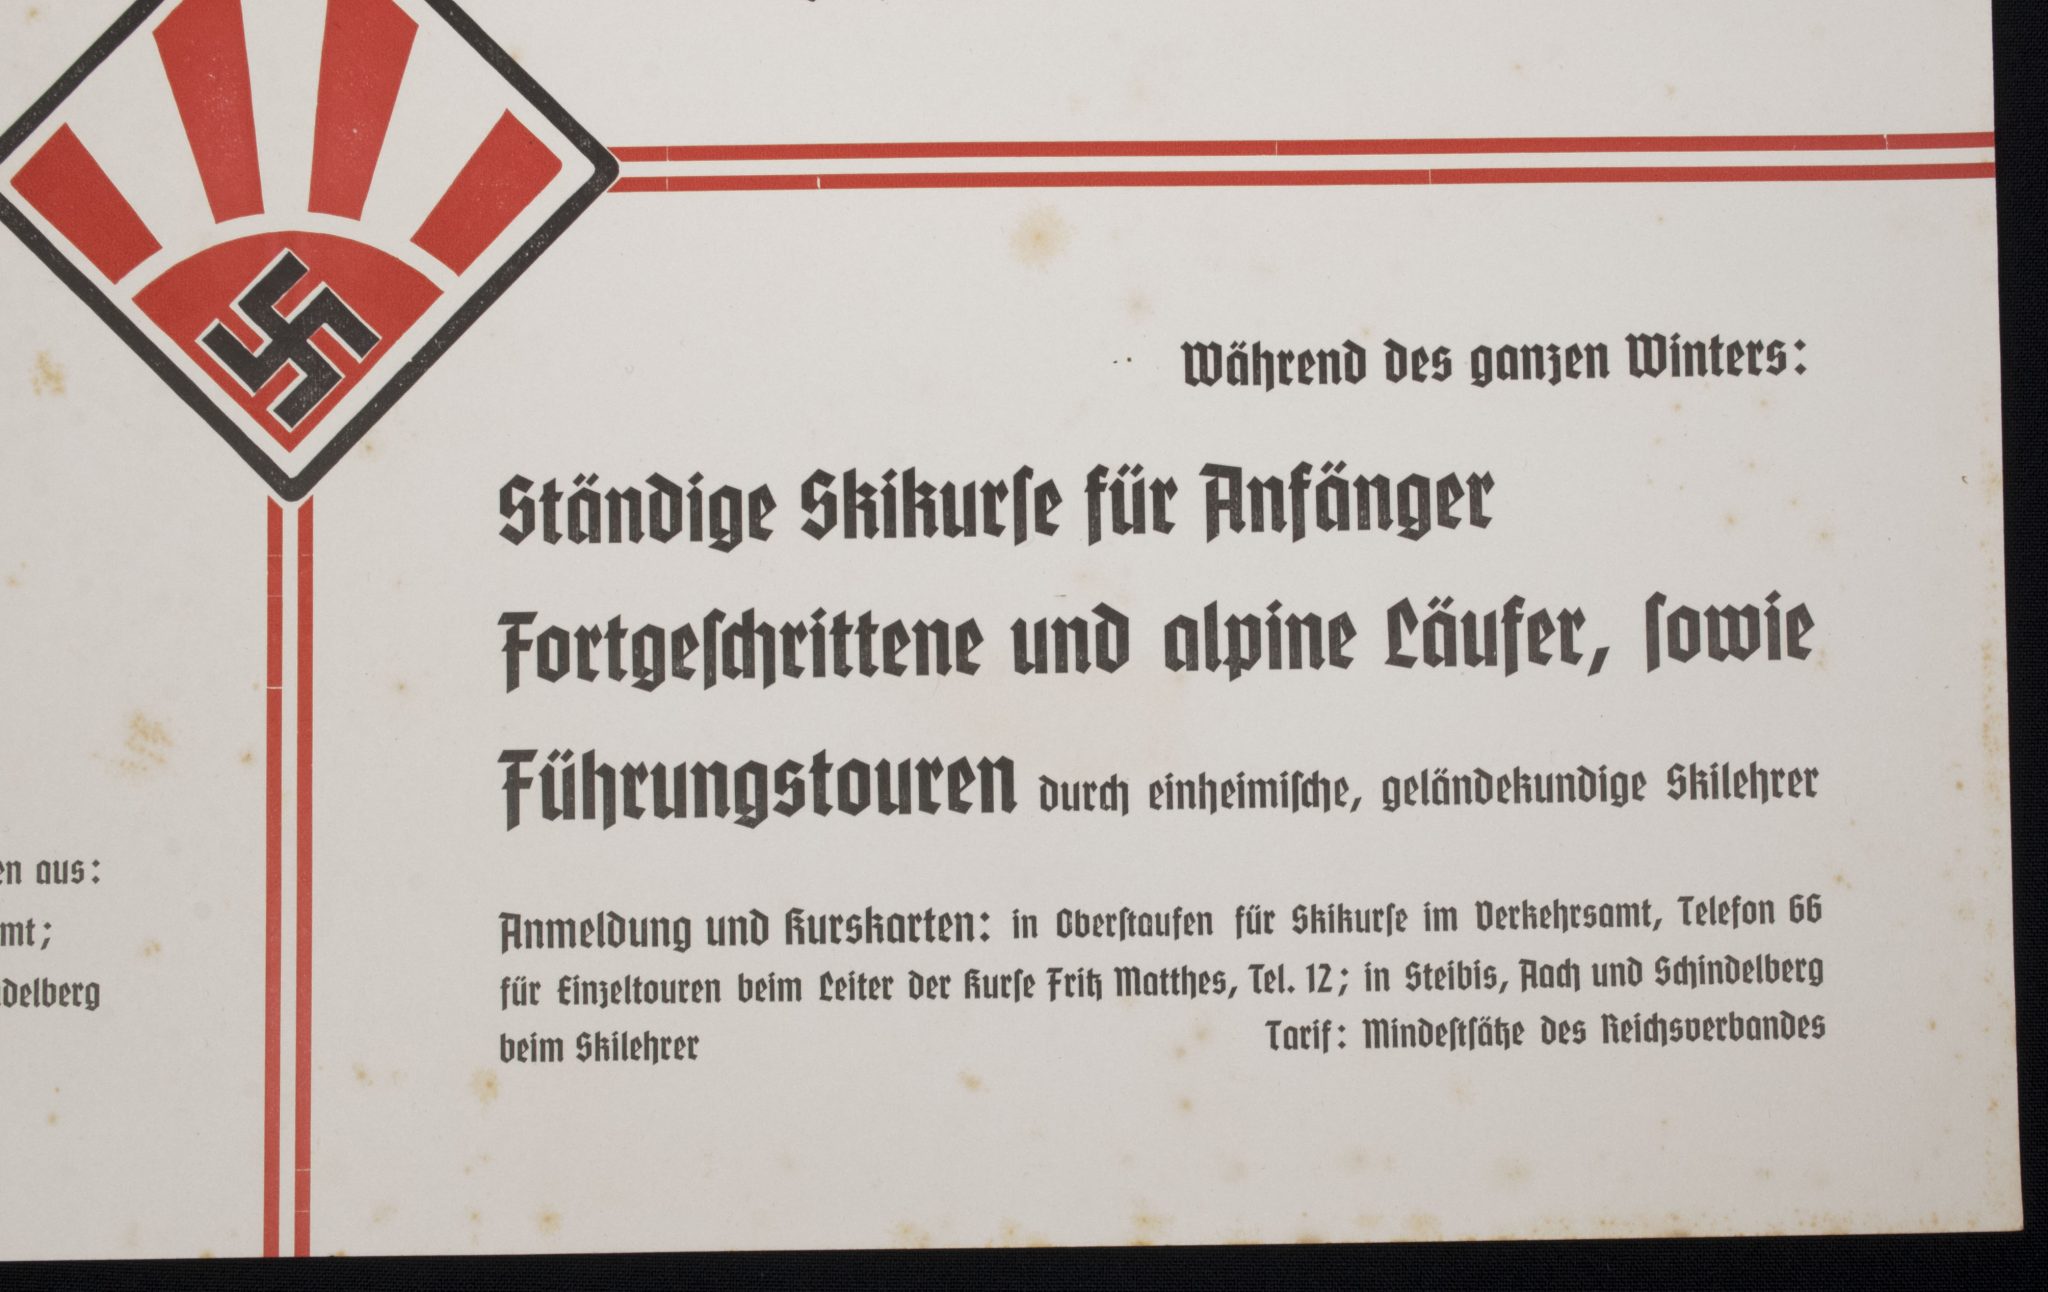 Während des ganzen Winters:
Ständige Skikurſe für Anfänger
Fortgeſchrittene und alpine Läufer, ſowie
Führungstouren durch einheimiſche, geländekundige Skilehrer
en aus:
mt;
delberg
Anmeldung und Kurskarten: in Oberſtaufen für Skikurſe im Verkehrsamt, Telefon 66
für Einzeltouren beim Leiter der Kurſe Fritz Matthes, Tel. 12; in Steibis, Aach und Schindelberg
beim Skilehrer Tarif: Mindeſtſätze des Reichsverbandes